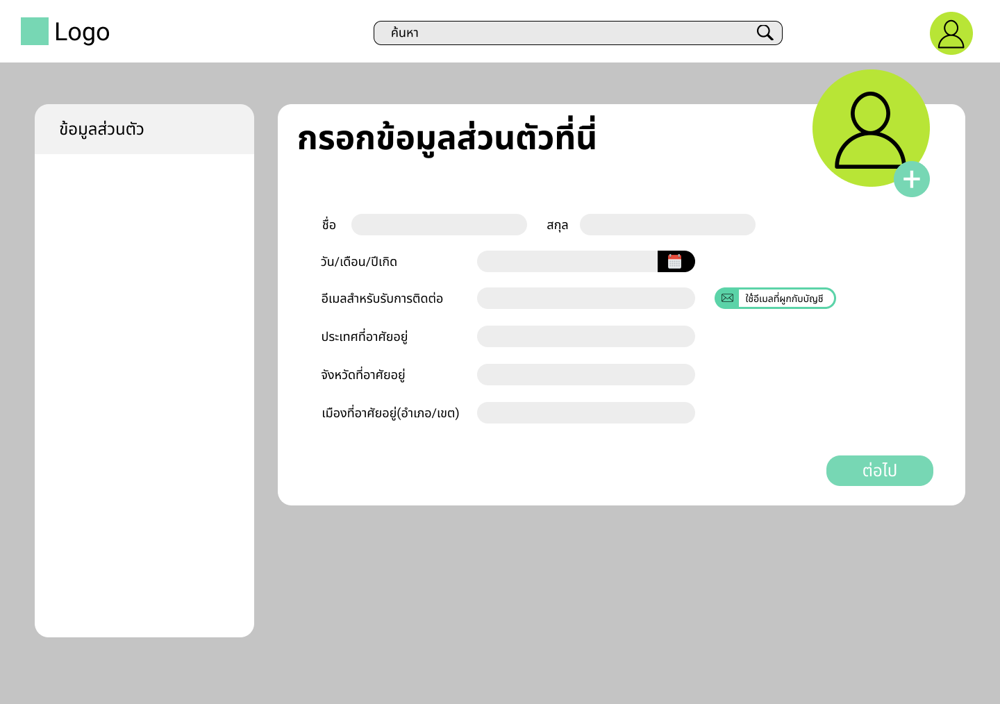 Logo
ค้นหา
ข้อมูลส่วนตัว
กรอกข้อมูลส่วนตัวที่นี่
ชื่อ
สกุล
วัน/เดือน/ปีเกิด
อีเมลสำหรับรับการติดต่อ
ใช้อีเมลที่ผูกกับบัญชี
ประเทศที่อาศัยอยู่
จังหวัดที่อาศัยอยู่
เมืองที่อาศัยอยู่(อำเภอ/เขต)
ต่อไป